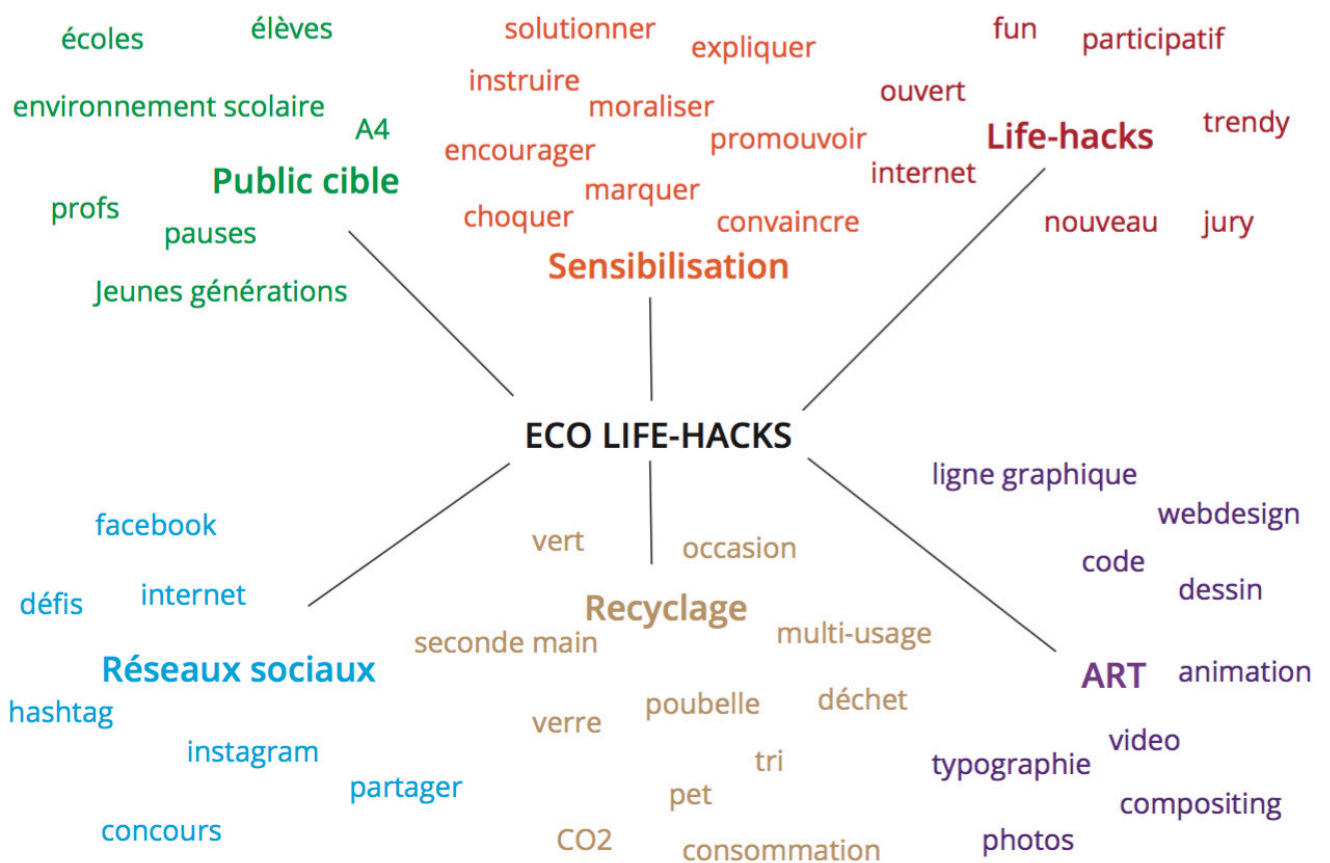 écoles
élèves
environnement scolaire
A4
Public cible
profs
pauses
Jeunes générations
solutionner
expliquer
instruire
moraliser
promouvoir
encourager
marquer
choquer
convaincre
Sensibilisation
fun
participatif
ouvert
Life-hacks
trendy
internet
nouveau
jury
ECO LIFE-HACKS
facebook
défis
internet
Réseaux sociaux
hashtag
instagram
partager
concours
vert
occasion
Recyclage
seconde main
multi-usage
poubelle
déchet
verre
tri
pet
CO2
consommation
ligne graphique
webdesign
code
dessin
ART
animation
video
typographie
compositing
photos